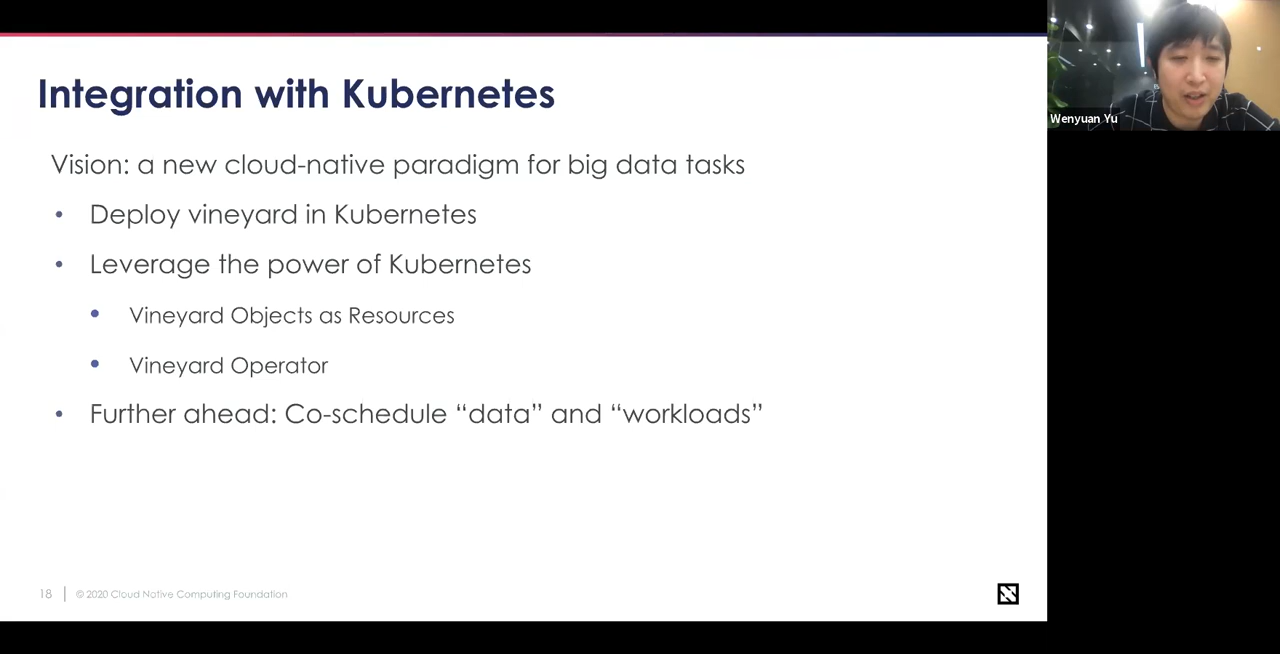 Integration with Kubernetes
Wenyuan Yu
Vision: a new cloud-native paradigm for big data tasks
• Deploy vineyard in Kubernetes
• Leverage the power of Kubernetes
• Vineyard Objects as Resources
• Vineyard Operator
• Further ahead: Co-schedule “data” and “workloads”
18 | © 2020 Cloud Native Computing Foundation